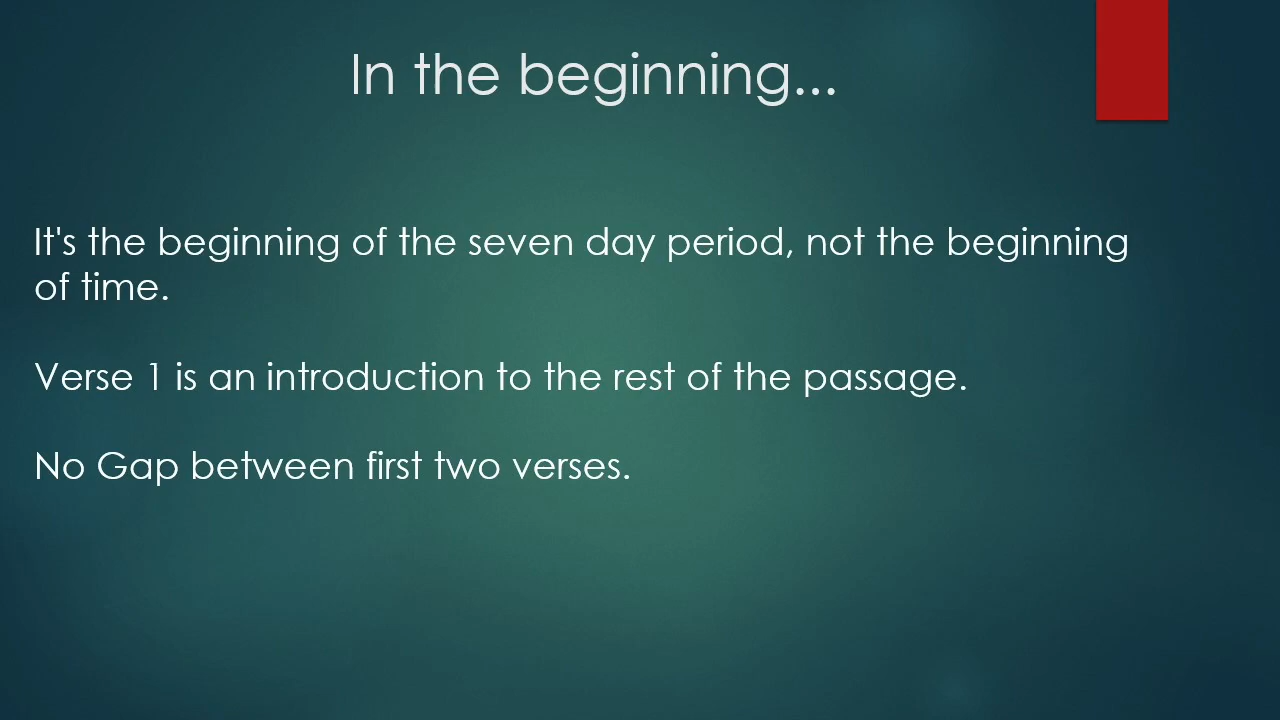 In the beginning...
It's the beginning of the seven day period, not the beginning
of time.
Verse 1 is an introduction to the rest of the passage.
No Gap between first two verses.